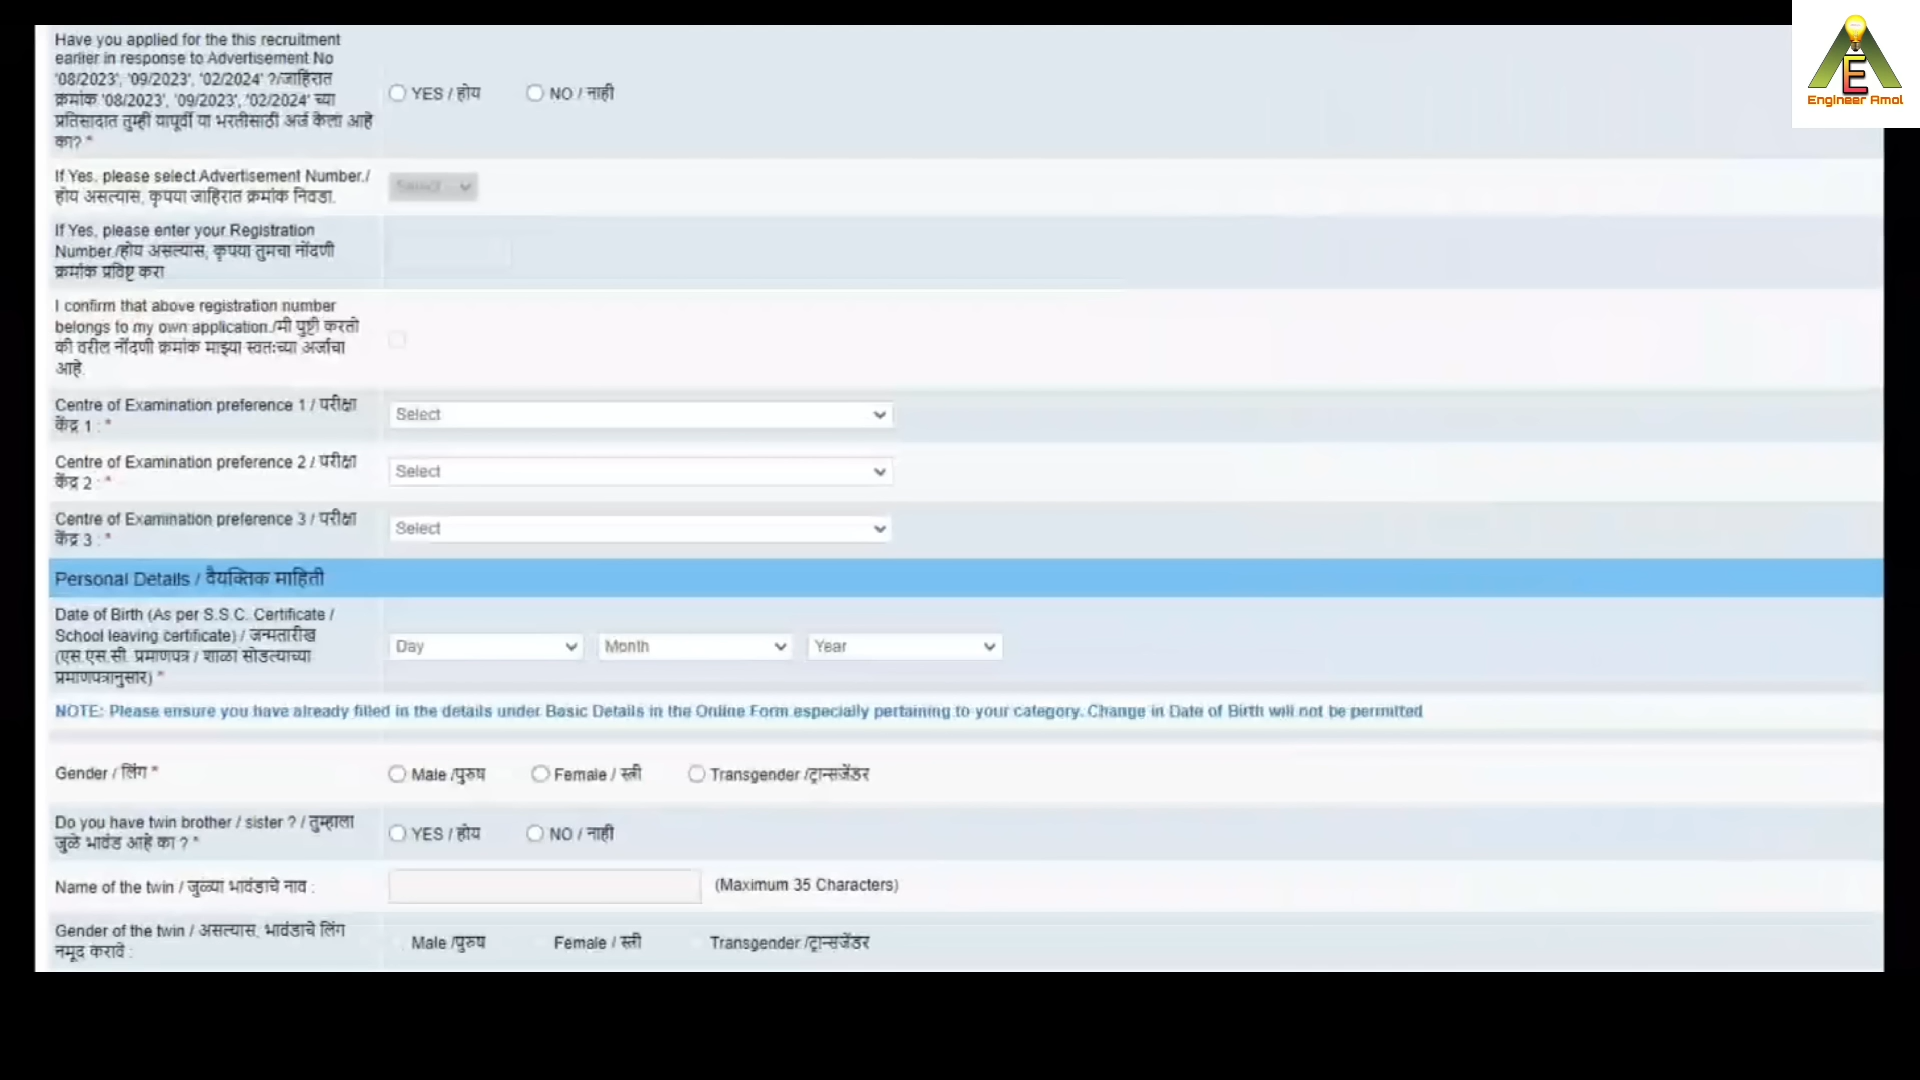 Have you applied for the this recruitment
earlier in response to Advertisement No
'08/2023', '09/2023', '02/2024' ?/जाहिरात
क्रमांक '08/2023', '09/2023', '02/2024' च्या
प्रतिसादात तुम्ही यापूर्वी या भरतीसाठी अर्ज केला आहे
का? *
YES / होय
NO / नाही
If Yes, please select Advertisement Number./
होय असल्यास, कृपया जाहिरात क्रमांक निवडा.
Select
If Yes, please enter your Registration
Number./होय असल्यास, कृपया तुमचा नोंदणी
क्रमांक प्रविष्ट करा
I confirm that above registration number
belongs to my own application./मी पुष्टी करतो
की वरील नोंदणी क्रमांक माझ्या स्वतःच्या अर्जाचा
आहे.
Centre of Examination preference 1 / परीक्षा
केंद्र 1 : *
Select
Centre of Examination preference 2 / परीक्षा
केंद्र 2 : *
Select
Centre of Examination preference 3 / परीक्षा
केंद्र 3 : *
Select
Personal Details / वैयक्तिक माहिती
Date of Birth (As per S.S.C. Certificate /
School leaving certificate) / जन्मतारीख
(एस.एस.सी. प्रमाणपत्र / शाळा सोडल्याच्या
प्रमाणपत्रानुसार) *
Day
Month
Year
NOTE: Please ensure you have already filled in the details under Basic Details in the Online Form especially pertaining to your category. Change in Date of Birth will not be permitted
Gender / लिंग *
Male /पुरुष
Female / स्त्री
Transgender /ट्रान्सजेंडर
Do you have twin brother / sister ? / तुम्हाला
जुळे भावंड आहे का ? *
YES / होय
NO / नाही
Name of the twin / जुळ्या भावंडाचे नाव :
(Maximum 35 Characters)
Gender of the twin / असल्यास, भावंडाचे लिंग
नमूद करावे :
Male /पुरुष
Female / स्त्री
Transgender /ट्रान्सजेंडर
E
Engineer Amol